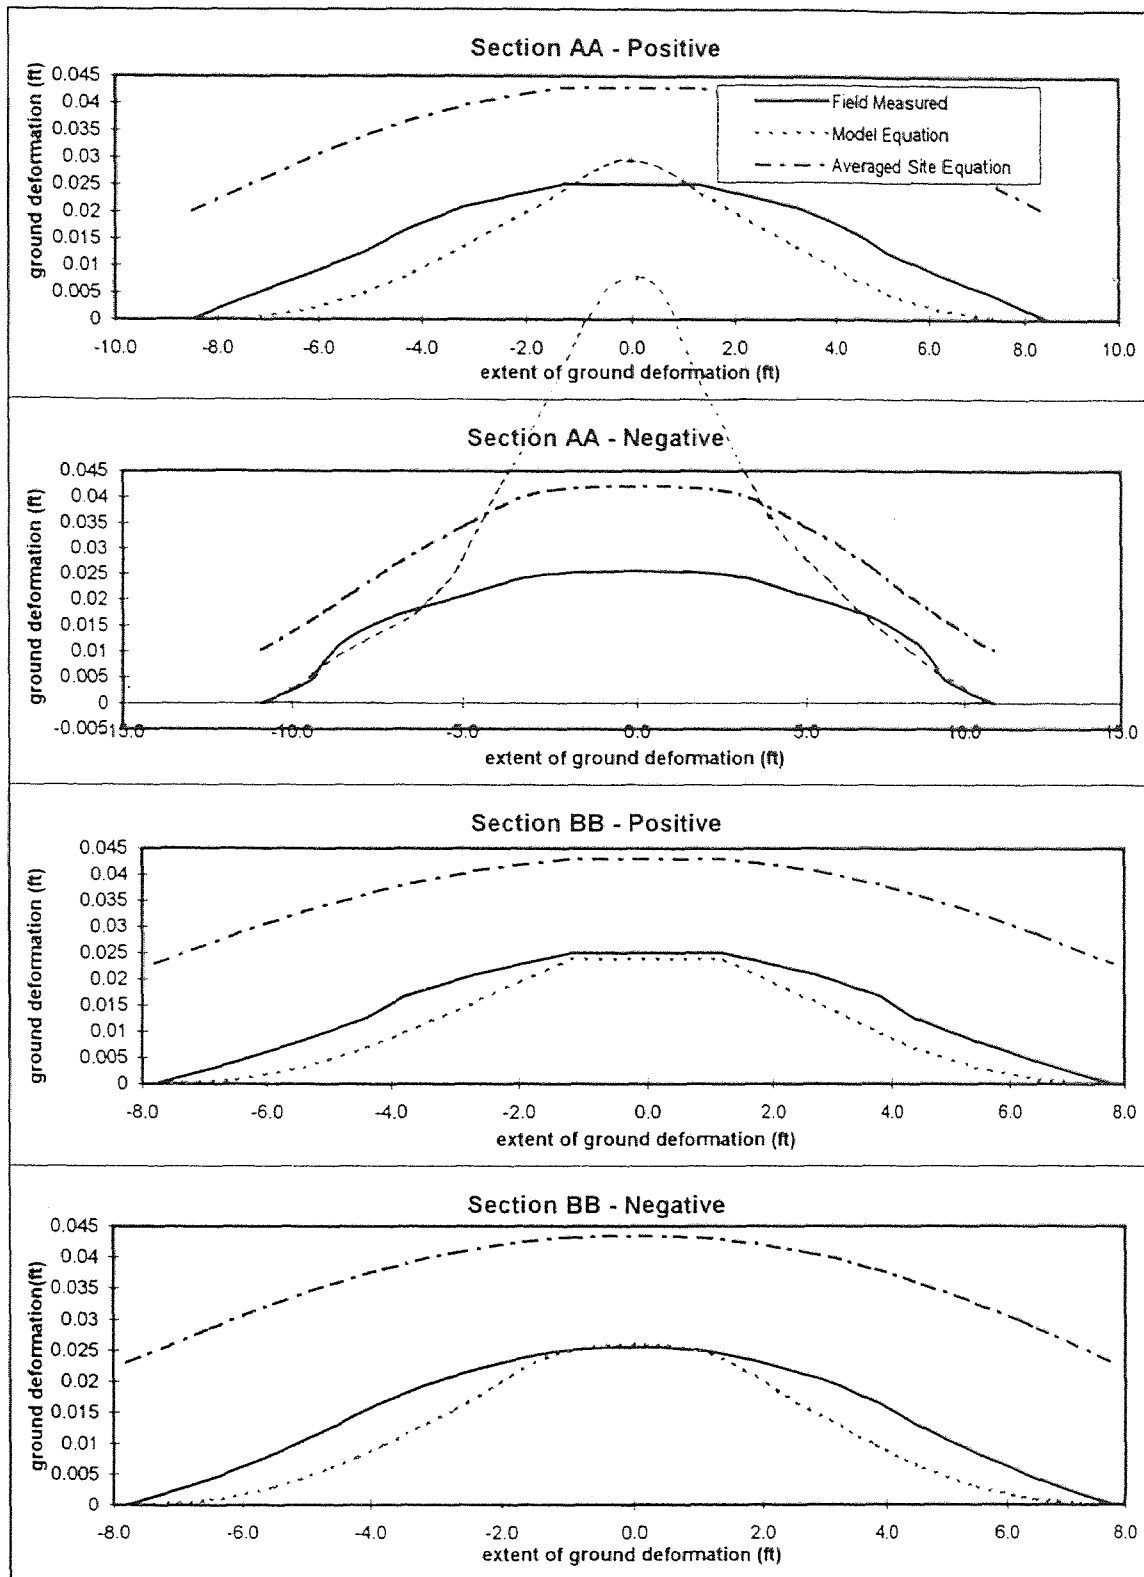 Section AA - Positive
ground deformation (ft)
0.045
0.04
0.035
0.03
0.025
0.02
0.015
0.01
0.005
0
Field Measured
Model Equation
Averaged Site Equation
-10.0 -8.0 -6.0 -4.0 -2.0 0.0 2.0 4.0 6.0 8.0 10.0
extent of ground deformation (ft)
Section AA - Negative
ground deformation (ft)
0.045
0.04
0.035
0.03
0.025
0.02
0.015
0.01
0.005
0
-0.005
-15.0 -10.0 -5.0 0.0 5.0 10.0 15.0
extent of ground deformation (ft)
Section BB - Positive
ground deformation (ft)
0.045
0.04
0.035
0.03
0.025
0.02
0.015
0.01
0.005
0
-8.0 -6.0 -4.0 -2.0 0.0 2.0 4.0 6.0 8.0
extent of ground deformation (ft)
Section BB - Negative
ground deformation(ft)
0.045
0.04
0.035
0.03
0.025
0.02
0.015
0.01
0.005
0
-8.0 -6.0 -4.0 -2.0 0.0 2.0 4.0 6.0 8.0
extent of ground deformation (ft)